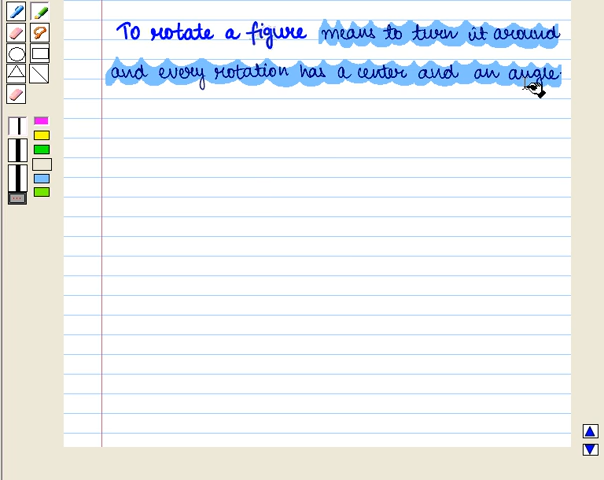 To rotate a figure means to turn it around
and every rotation has a center and an angle.